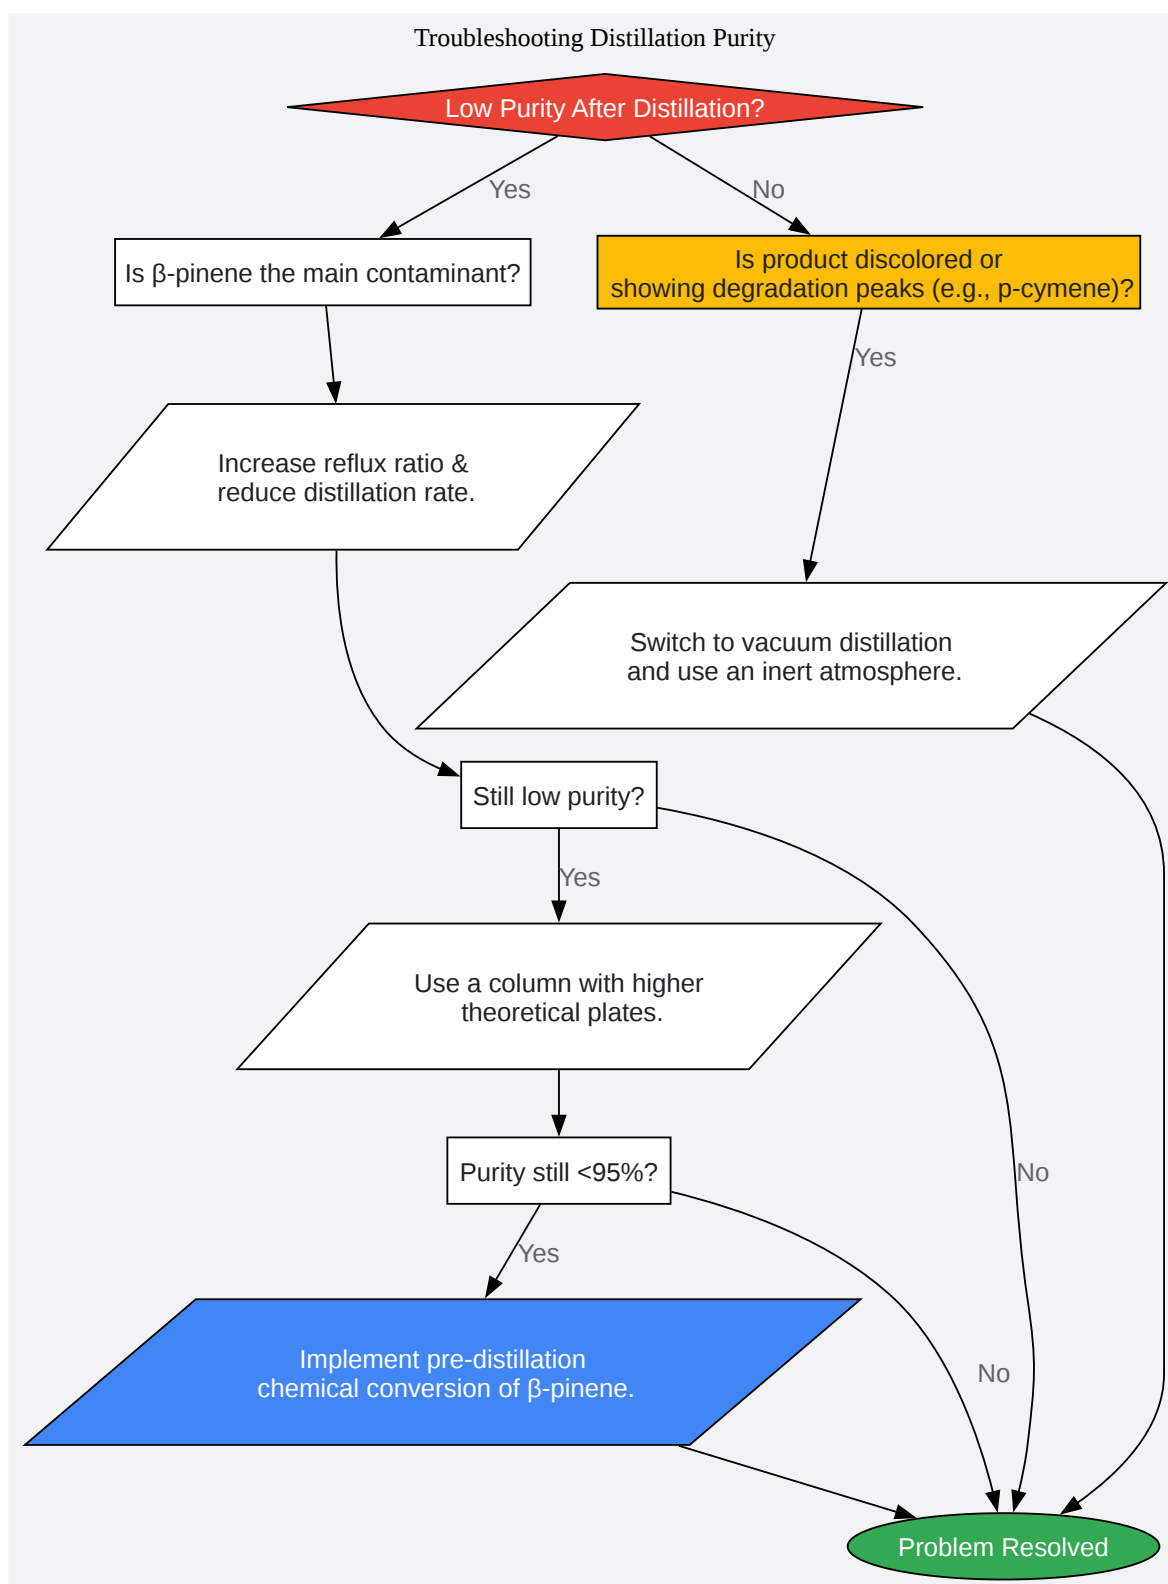 Troubleshooting Distillation Purity
Low Purity After Distillation?
Yes
No
Is β-pinene the main contaminant?
Is product discolored or
showing degradation peaks (e.g., p-cymene)?
Yes
Increase reflux ratio &
reduce distillation rate.
Switch to vacuum distillation
and use an inert atmosphere.
Still low purity?
Yes
Use a column with higher
theoretical plates.
Purity still <95%?
No
Yes
Implement pre-distillation
chemical conversion of β-pinene.
No
Problem Resolved